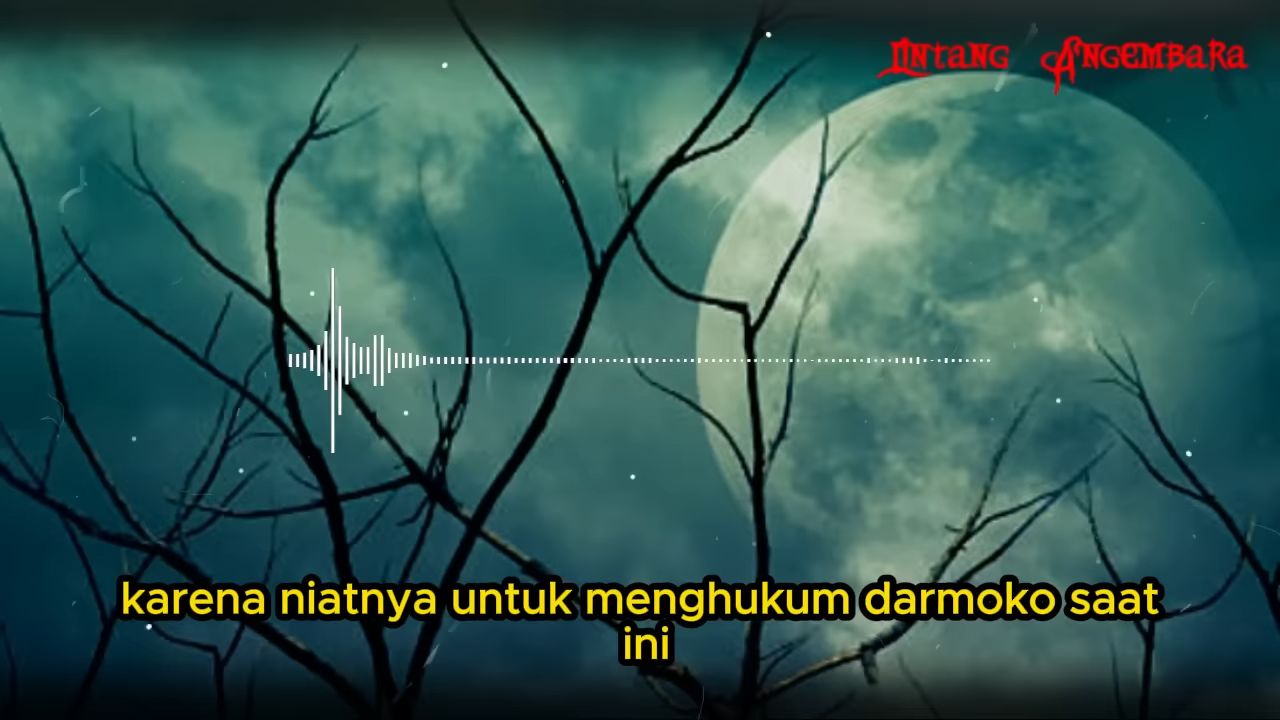 Lintang Angembara
karena niatnya untuk menghukum darmoko saat
ini